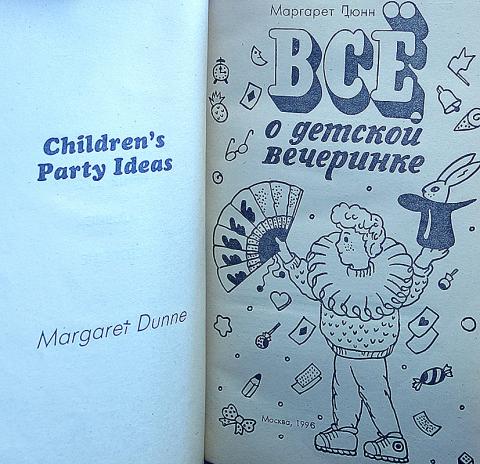 Children's
Party Ideas
Margaret Dunne
Маргарет Дюнн
ВСЁ
о детской
вечеринке
Москва, 1996